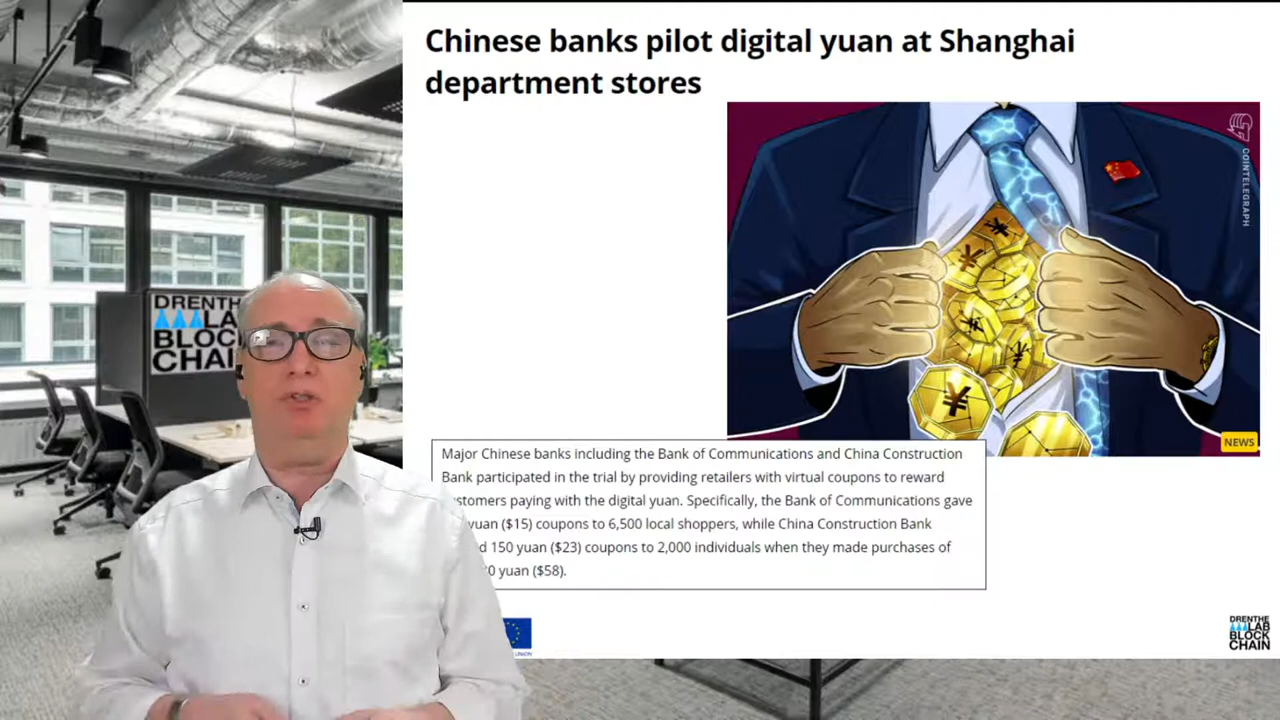 Chinese banks pilot digital yuan at Shanghai
department stores
COINTELEGRAPH
NEWS
DRENTHE
LAB
BLOCK
CHAIN
Major Chinese banks including the Bank of Communications and China Construction
Bank participated in the trial by providing retailers with virtual coupons to reward
customers paying with the digital yuan. Specifically, the Bank of Communications gave
yuan ($15) coupons to 6,500 local shoppers, while China Construction Bank
d 150 yuan ($23) coupons to 2,000 individuals when they made purchases of
0 yuan ($58).
DRENTHE
LAB
BLOCK
CHAIN